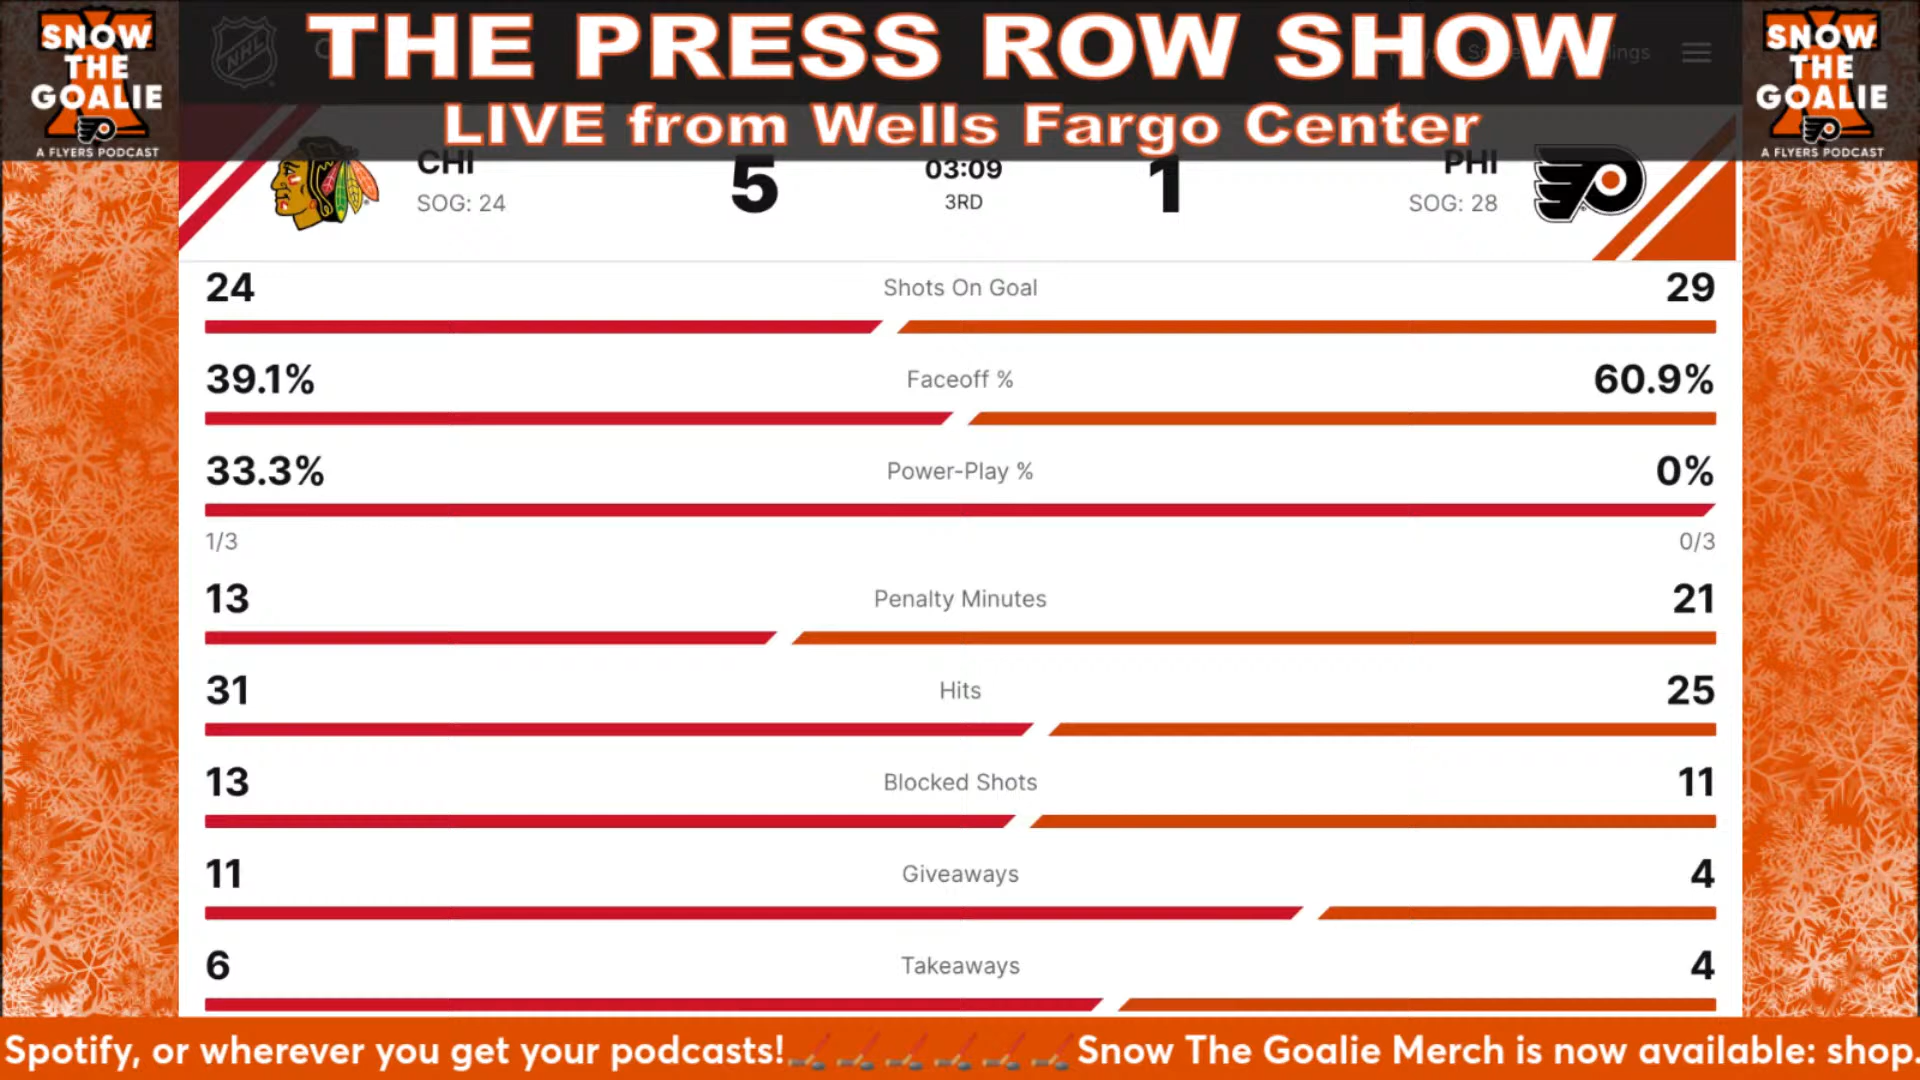 SNOW
THE
GOALIE
A FLYERS PODCAST
THE PRESS ROW SHOW
LIVE from Wells Fargo Center
SNOW
THE
GOALIE
A FLYERS PODCAST
NHL
CHI
SOG: 24
5
03:09
3RD
1
PHI
SOG: 28
24 Shots On Goal 29
39.1% Faceoff % 60.9%
33.3% Power-Play % 0%
1/3 0/3
13 Penalty Minutes 21
31 Hits 25
13 Blocked Shots 11
11 Giveaways 4
6 Takeaways 4
Spotify, or wherever you get your podcasts! Snow The Goalie Merch is now available: shop.